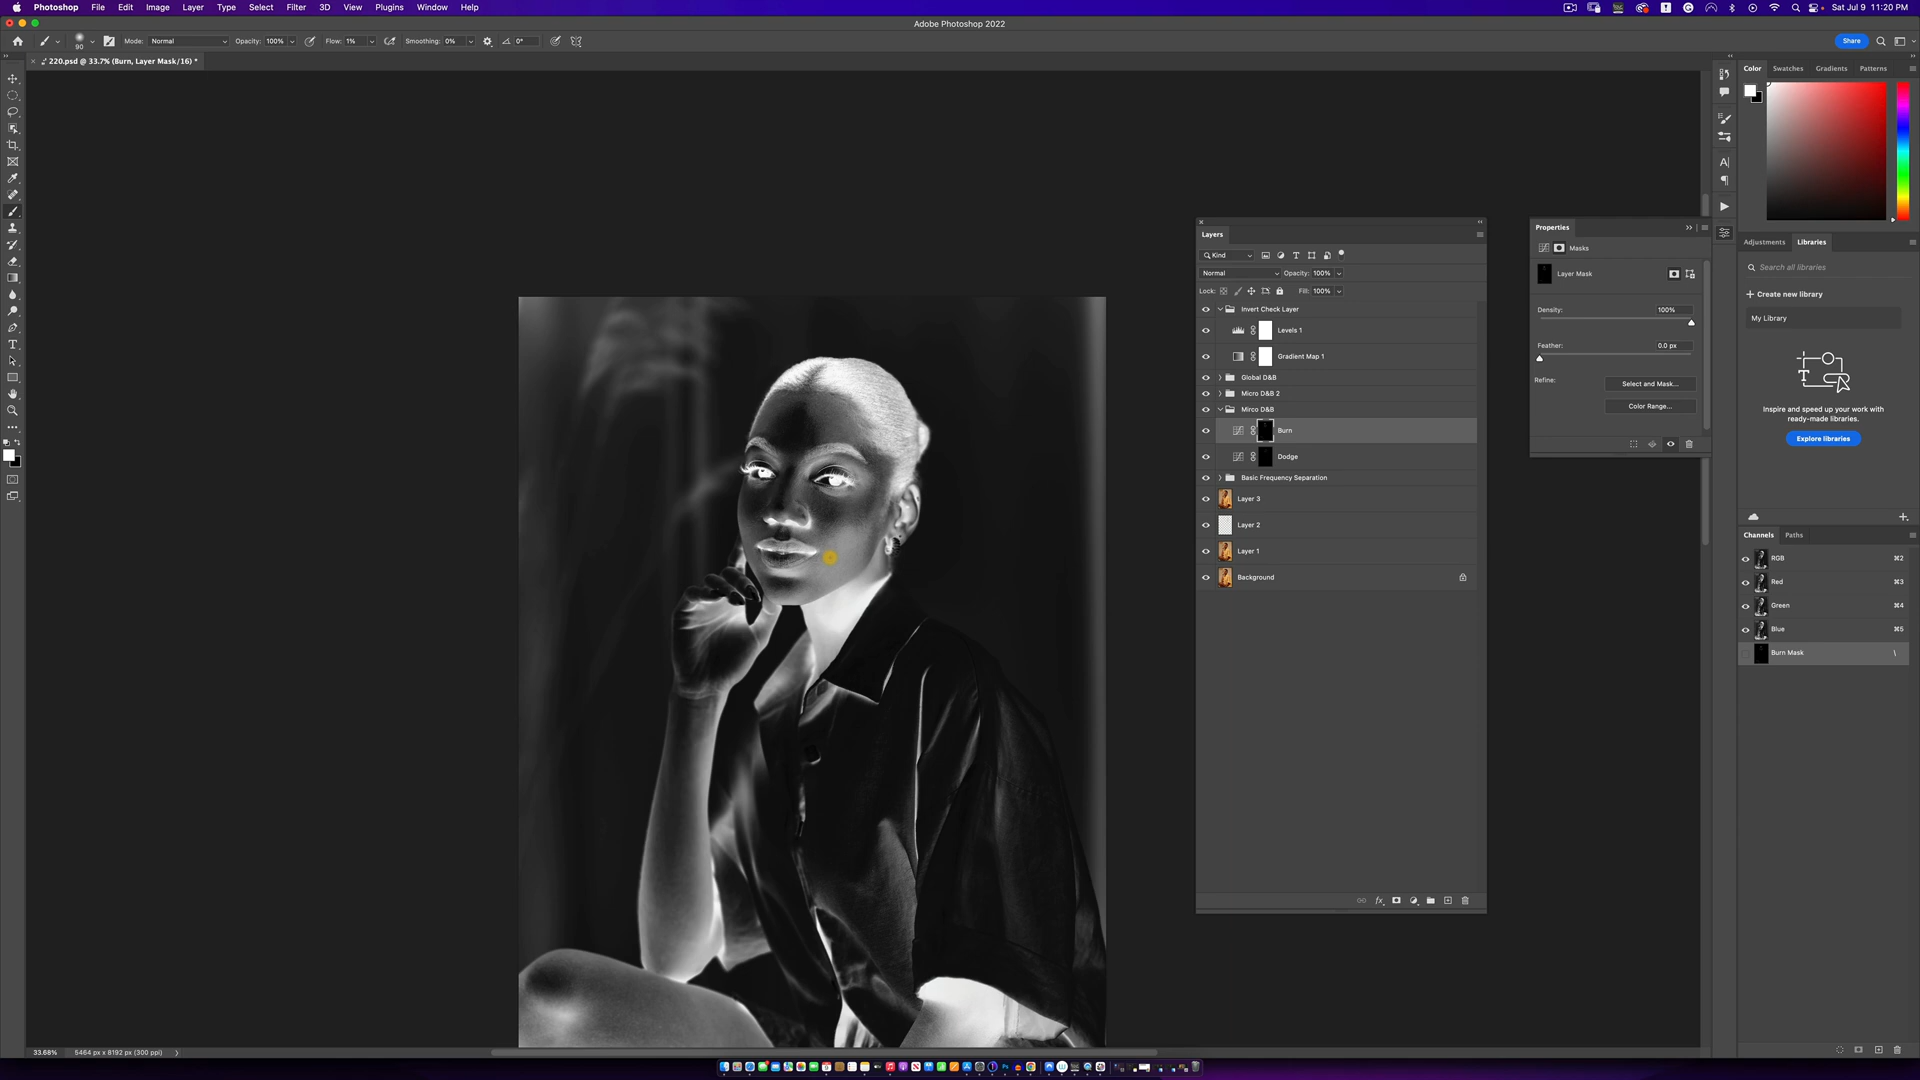 Photoshop File Edit Image Layer Type Select Filter 3D View Plugins Window Help Sat Jul 9 11:20 PM
Adobe Photoshop 2022
90 Mode: Normal Opacity: 100% Flow: 1% Smoothing: 0% 0° Share
220.psd @ 33.7% (Burn, Layer Mask/16) *
Color Swatches Gradients Patterns
Layers
Kind
Normal Opacity: 100%
Lock: Fill: 100%
Invert Check Layer
Levels 1
Gradient Map 1
Global D&B
Micro D&B 2
Mirco D&B
Burn
Dodge
Basic Frequency Separation
Layer 3
Layer 2
Layer 1
Background
Properties
Masks
Layer Mask
Density: 100%
Feather: 0.0 px
Refine: Select and Mask...
Color Range...
Adjustments Libraries
Search all libraries
Create new library
My Library
Inspire and speed up your work with
ready-made libraries.
Explore libraries
Channels Paths
RGB ⌘2
Red ⌘3
Green ⌘4
Blue ⌘5
Burn Mask \
33.68% 5464 px x 8192 px (300 ppi)